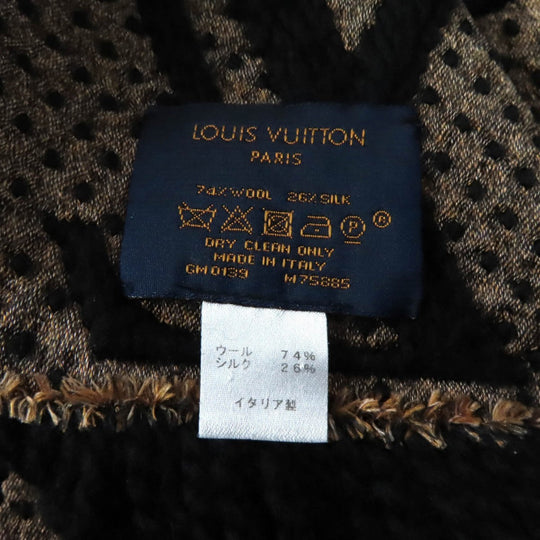 LOUIS VUITTON
PARIS
74%WOOL 26%SILK
P ®
DRY CLEAN ONLY
MADE IN ITALY
GM0139 M75885
ウール 74%
シルク 26%
イタリア製